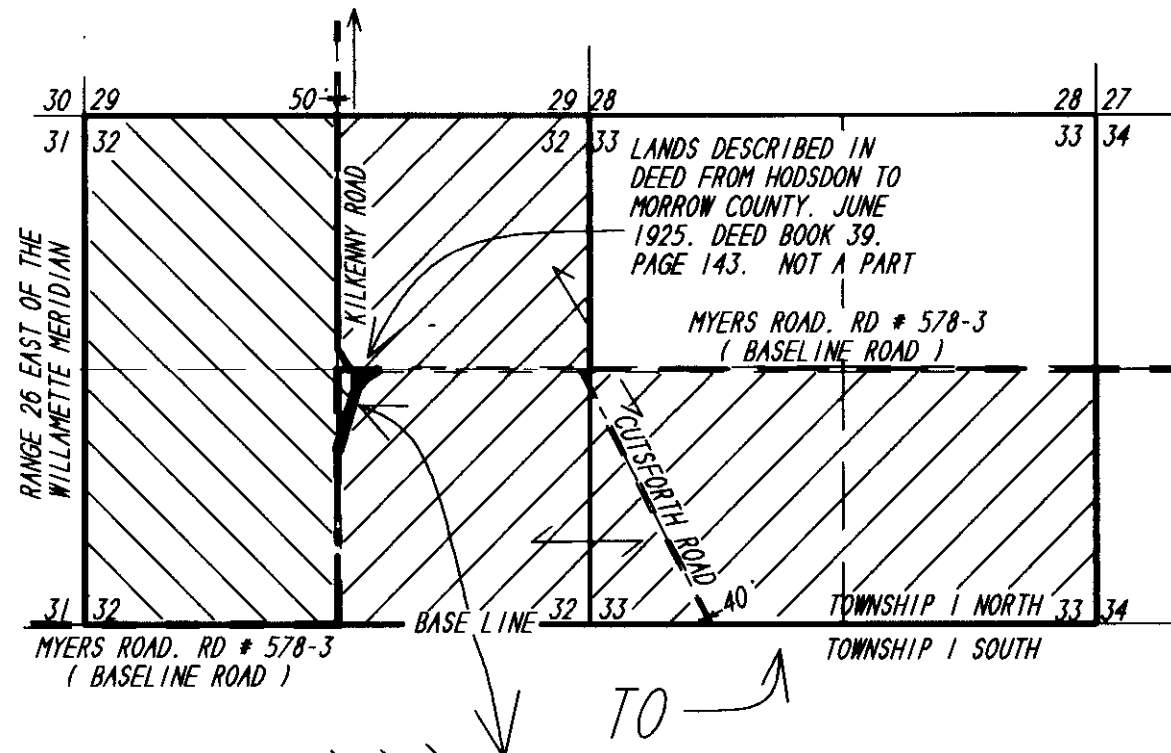 30 29
50'
29 28
28 27
31 32
32 33
33 34
LANDS DESCRIBED IN
DEED FROM HODSDON TO
MORROW COUNTY. JUNE
1925. DEED BOOK 39.
PAGE 143. NOT A PART
KILKENNY ROAD
RANGE 26 EAST OF THE
WILLAMETTE MERIDIAN
MYERS ROAD. RD # 578-3
( BASELINE ROAD )
CUTSFORTH ROAD
40'
31 32
32 33
33 34
TOWNSHIP 1 NORTH
BASE LINE
MYERS ROAD. RD # 578-3
( BASELINE ROAD )
TOWNSHIP 1 SOUTH
TO